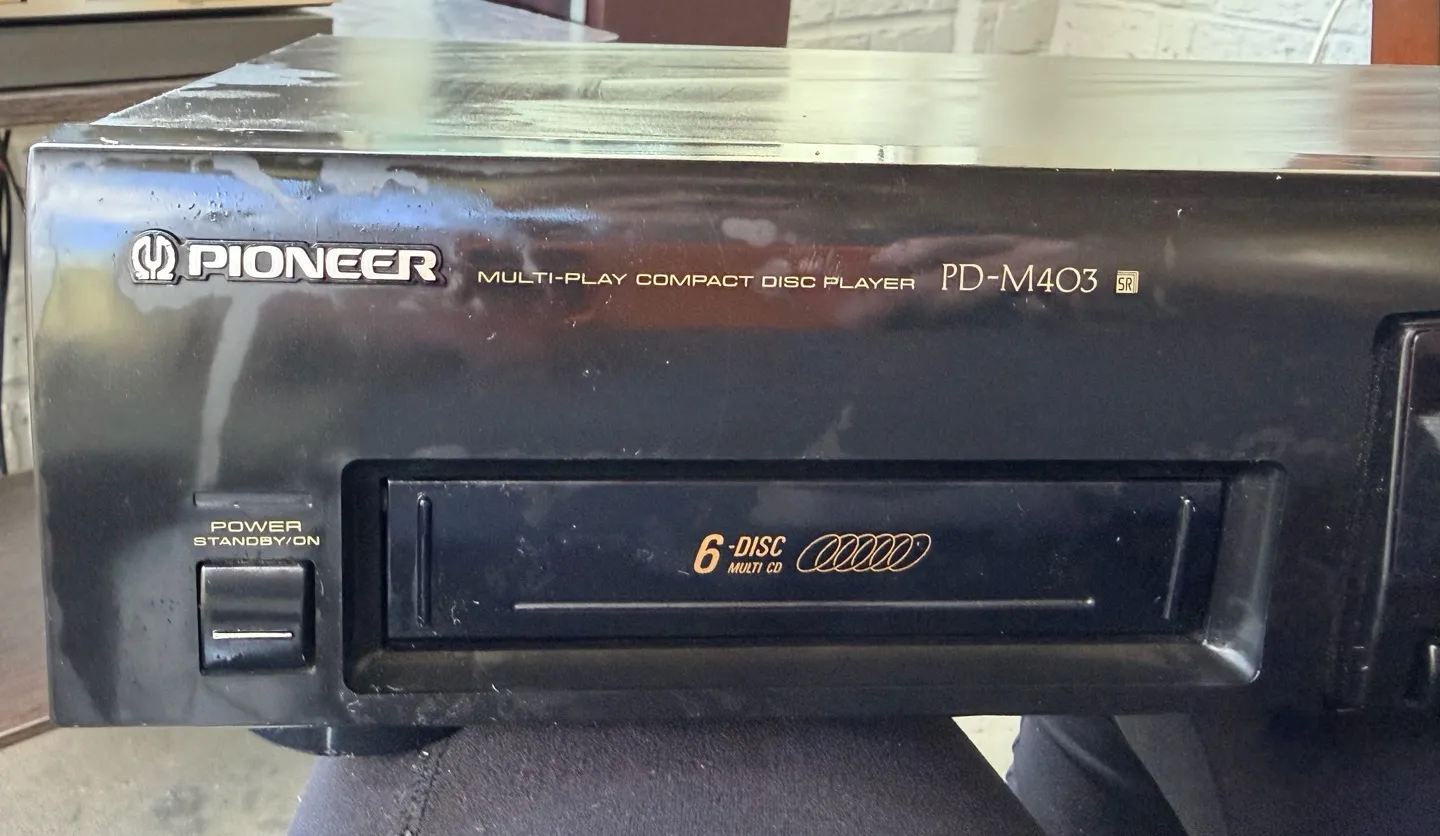 PIONEER MULTI-PLAY COMPACT DISC PLAYER PD-M403 SR
POWER
STANDBY/ON
6-DISC
MULTI CD